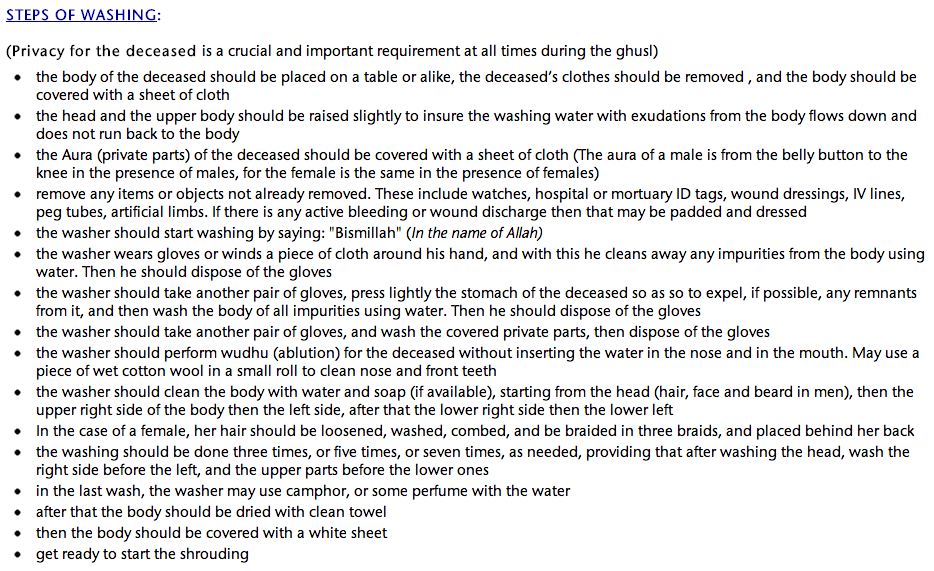 STEPS OF WASHING:
(Privacy for the deceased is a crucial and important requirement at all times during the ghusl)
• the body of the deceased should be placed on a table or alike, the deceased's clothes should be removed , and the body should be
covered with a sheet of cloth
• the head and the upper body should be raised slightly to insure the washing water with exudations from the body flows down and
does not run back to the body
• the Aura (private parts) of the deceased should be covered with a sheet of cloth (The aura of a male is from the belly button to the
knee in the presence of males, for the female is the same in the presence of females)
• remove any items or objects not already removed. These include watches, hospital or mortuary ID tags, wound dressings, IV lines,
peg tubes, artificial limbs. If there is any active bleeding or wound discharge then that may be padded and dressed
• the washer should start washing by saying: "Bismillah" (In the name of Allah)
• the washer wears gloves or winds a piece of cloth around his hand, and with this he cleans away any impurities from the body using
water. Then he should dispose of the gloves
• the washer should take another pair of gloves, press lightly the stomach of the deceased so as so to expel, if possible, any remnants
from it, and then wash the body of all impurities using water. Then he should dispose of the gloves
• the washer should take another pair of gloves, and wash the covered private parts, then dispose of the gloves
• the washer should perform wudhu (ablution) for the deceased without inserting the water in the nose and in the mouth. May use a
piece of wet cotton wool in a small roll to clean nose and front teeth
• the washer should clean the body with water and soap (if available), starting from the head (hair, face and beard in men), then the
upper right side of the body then the left side, after that the lower right side then the lower left
• In the case of a female, her hair should be loosened, washed, combed, and be braided in three braids, and placed behind her back
• the washing should be done three times, or five times, or seven times, as needed, providing that after washing the head, wash the
right side before the left, and the upper parts before the lower ones
• in the last wash, the washer may use camphor, or some perfume with the water
• after that the body should be dried with clean towel
• then the body should be covered with a white sheet
• get ready to start the shrouding